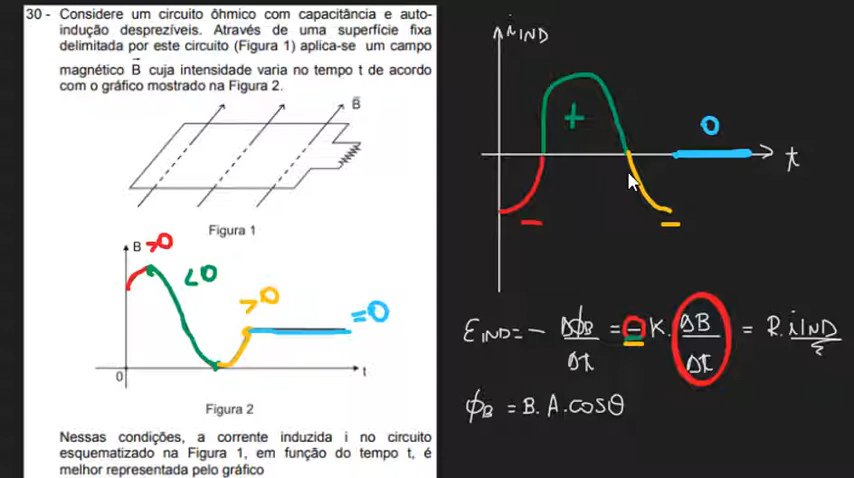 30 - Considere um circuito ôhmico com capacitância e auto-
indução desprezíveis. Através de uma superfície fixa
delimitada por este circuito (Figura 1) aplica-se um campo
magnético B⃗ cuja intensidade varia no tempo t de acordo
com o gráfico mostrado na Figura 2.
B⃗
Figura 1
B >0
<0
>0
=0
0
t
Figura 2
Nessas condições, a corrente induzida i no circuito
esquematizado na Figura 1, em função do tempo t, é
melhor representada pelo gráfico
iIND
+
0
t
−
−
εIND = − ΔϕB/Δt = − K. ΔB/Δt = R. iIND
ϕB = B. A. cosθ